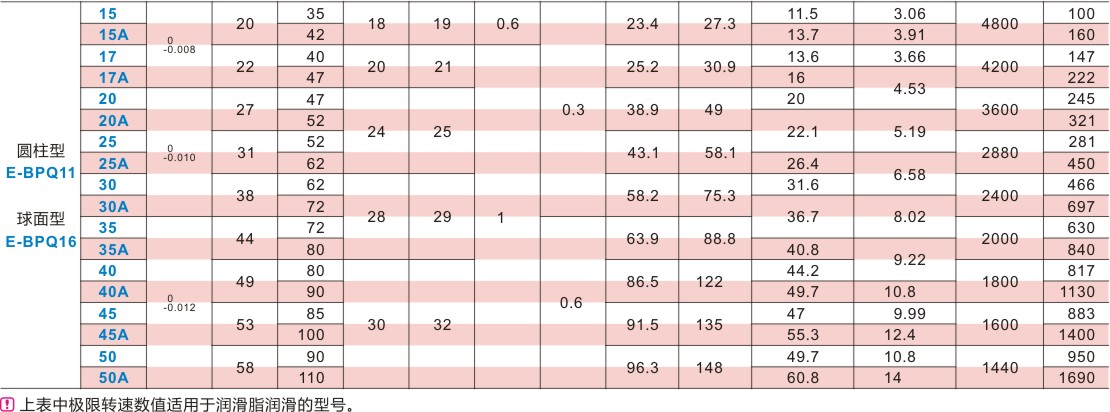 15 35 11.5 3.06 100
20 18 19 0.6 23.4 27.3 4800
15A 0 42 13.7 3.91 160
-0.008
17 40 13.6 3.66 147
22 20 21 25.2 30.9 4200
17A 47 16 222
4.53
20 47 20 245
27 0.3 38.9 49 3600
20A 52 321
24 25 22.1 5.19
25 0 52 281
圆柱型 -0.010 31 43.1 58.1 2880
E-BPQ11 25A 62 26.4 450
6.58
30 62 31.6 466
38 58.2 75.3 2400
30A 72 697
球面型 28 29 1 36.7 8.02
35 72 630
E-BPQ16 44 63.9 88.8 2000
35A 80 40.8 840
9.22
40 80 44.2 817
49 86.5 122 1800
40A 0 90 49.7 10.8 1130
-0.012 0.6
45 85 47 9.99 883
53 30 32 91.5 135 1600
45A 100 55.3 12.4 1400
50 90 49.7 10.8 950
58 96.3 148 1440
50A 110 60.8 14 1690
上表中极限转速数值适用于润滑脂润滑的型号。